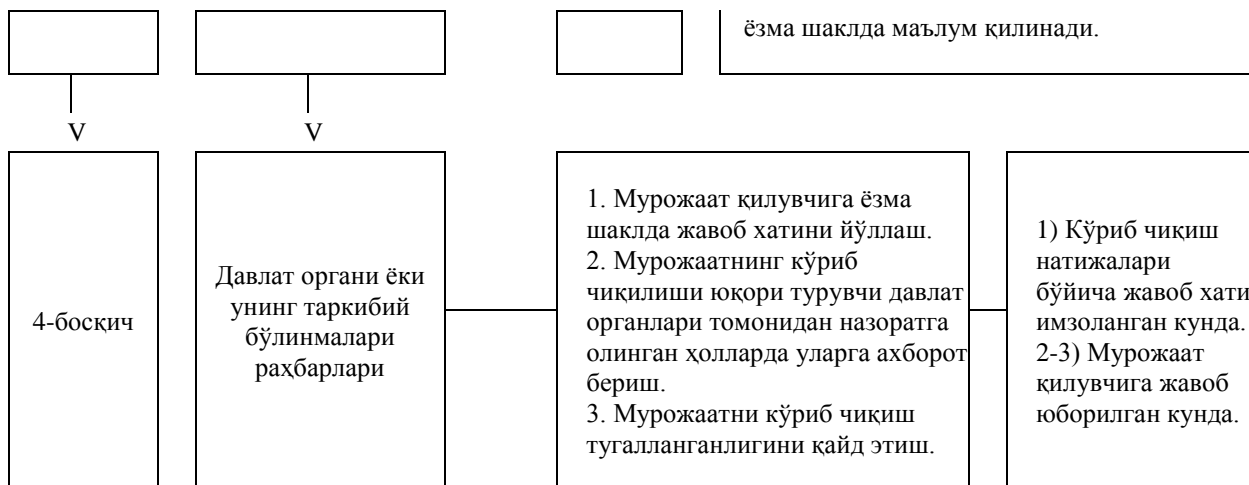 ёзма шаклда маълум қилинади.
V
V
4-босқич
Давлат органи ёки
унинг таркибий
бўлинмалари
раҳбарлари
1. Мурожаат қилувчига ёзма
шаклда жавоб хатини йўллаш.
2. Мурожаатнинг кўриб
чиқилиши юқори турувчи давлат
органлари томонидан назоратга
олинган ҳолларда уларга ахборот
бериш.
3. Мурожаатни кўриб чиқиш
тугалланганлигини қайд этиш.
1) Кўриб чиқиш
натижалари
бўйича жавоб хати
имзоланган кунда.
2-3) Мурожаат
қилувчига жавоб
юборилган кунда.